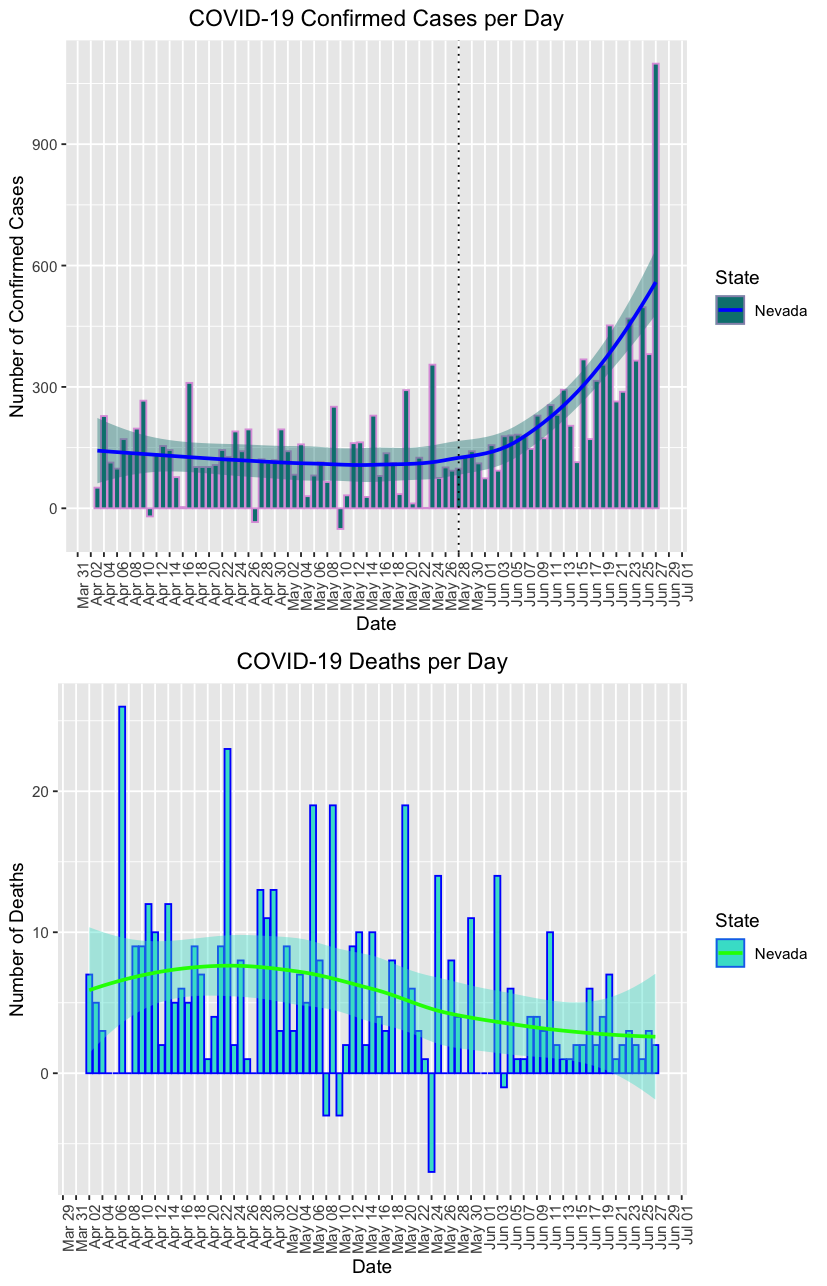 COVID-19 Confirmed Cases per Day
Number of Confirmed Cases
900
600
300
0
Mar 31
Apr 02
Apr 04
Apr 06
Apr 08
Apr 10
Apr 12
Apr 14
Apr 16
Apr 18
Apr 20
Apr 22
Apr 24
Apr 26
Apr 28
Apr 30
May 02
May 04
May 06
May 08
May 10
May 12
May 14
May 16
May 18
May 20
May 22
May 24
May 26
May 28
May 30
Jun 01
Jun 03
Jun 05
Jun 07
Jun 09
Jun 11
Jun 13
Jun 15
Jun 17
Jun 19
Jun 21
Jun 23
Jun 25
Jun 27
Jun 29
Jul 01
Date
State
Nevada
COVID-19 Deaths per Day
Number of Deaths
20
10
0
Mar 29
Mar 31
Apr 02
Apr 04
Apr 06
Apr 08
Apr 10
Apr 12
Apr 14
Apr 16
Apr 18
Apr 20
Apr 22
Apr 24
Apr 26
Apr 28
Apr 30
May 02
May 04
May 06
May 08
May 10
May 12
May 14
May 16
May 18
May 20
May 22
May 24
May 26
May 28
May 30
Jun 01
Jun 03
Jun 05
Jun 07
Jun 09
Jun 11
Jun 13
Jun 15
Jun 17
Jun 19
Jun 21
Jun 23
Jun 25
Jun 27
Jun 29
Jul 01
Date
State
Nevada